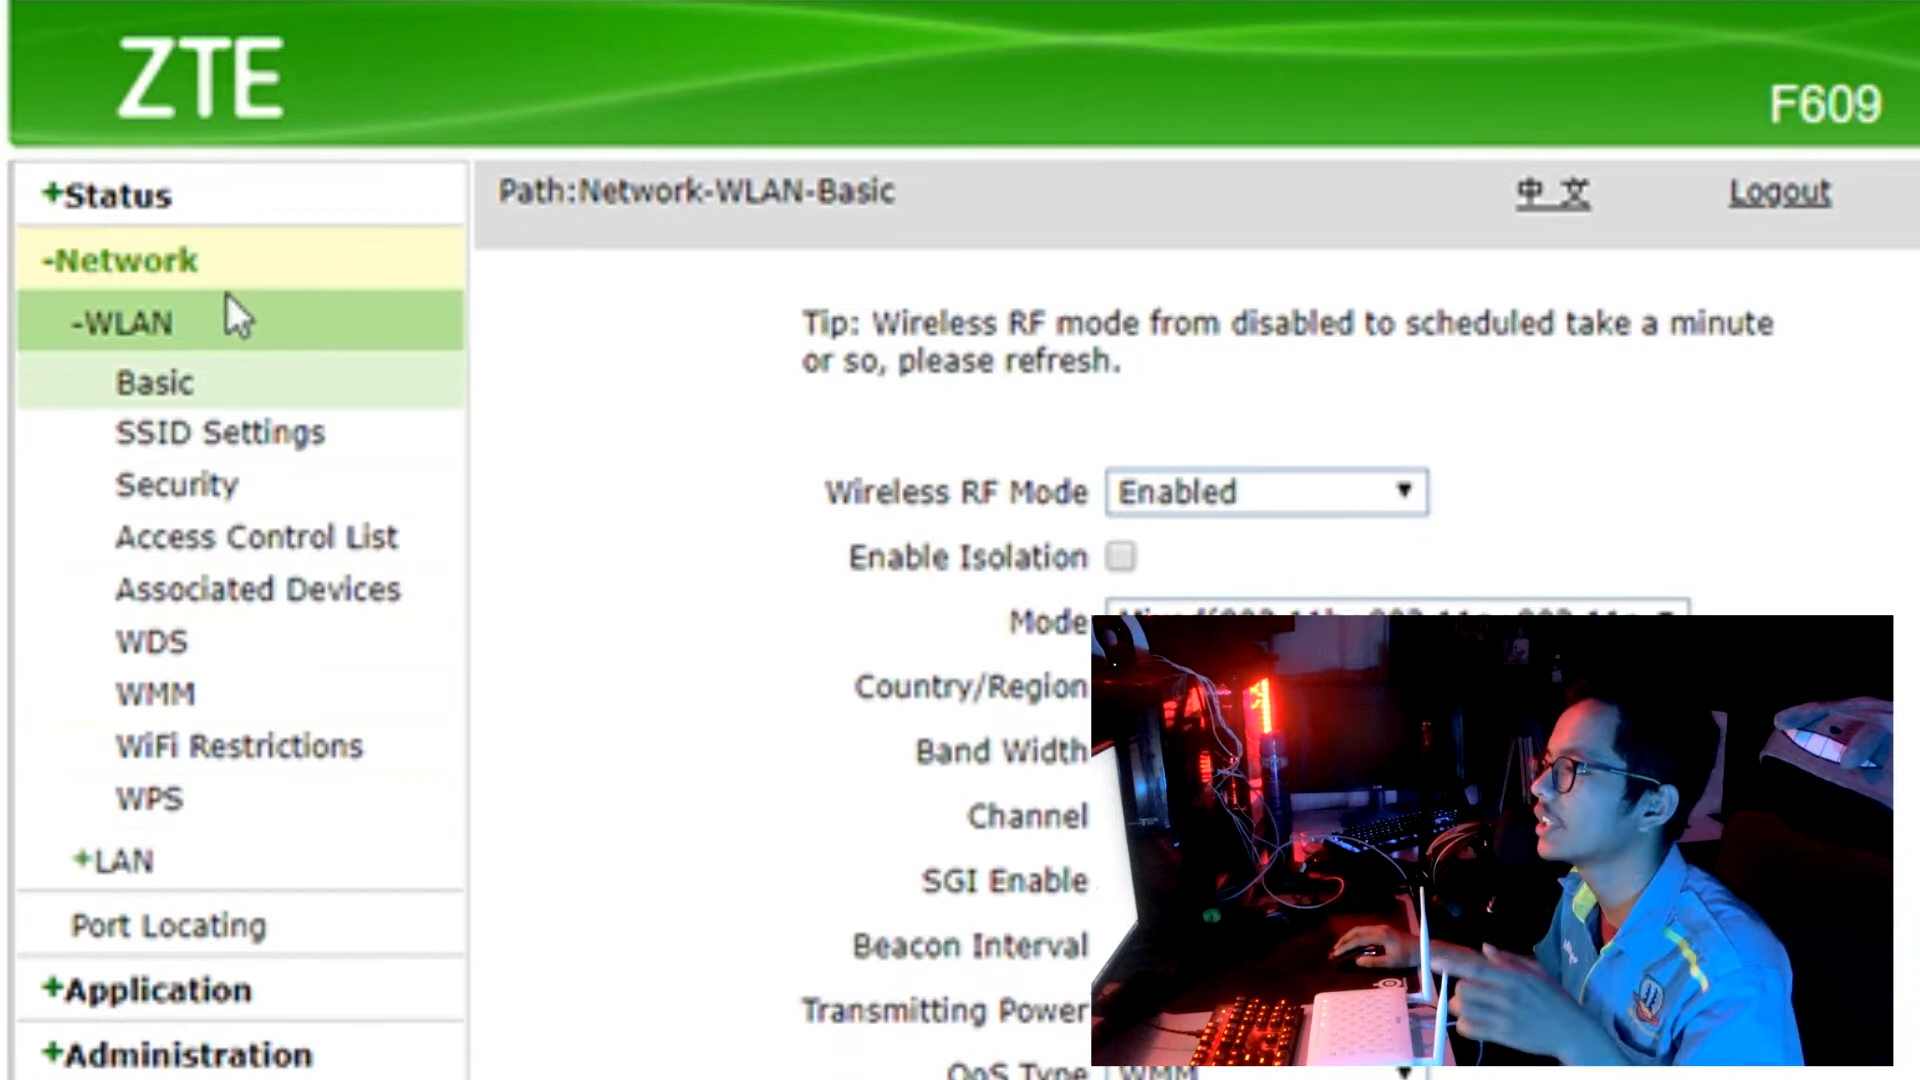 ZTE
F609
+Status
-Network
-WLAN
Basic
SSID Settings
Security
Access Control List
Associated Devices
WDS
WMM
WiFi Restrictions
WPS
+LAN
Port Locating
+Application
+Administration
Path:Network-WLAN-Basic
中 文
Logout
Tip: Wireless RF mode from disabled to scheduled take a minute
or so, please refresh.
Wireless RF Mode Enabled
Enable Isolation
Mode
Country/Region
Band Width
Channel
SGI Enable
Beacon Interval
Transmitting Power
QoS Type WMM